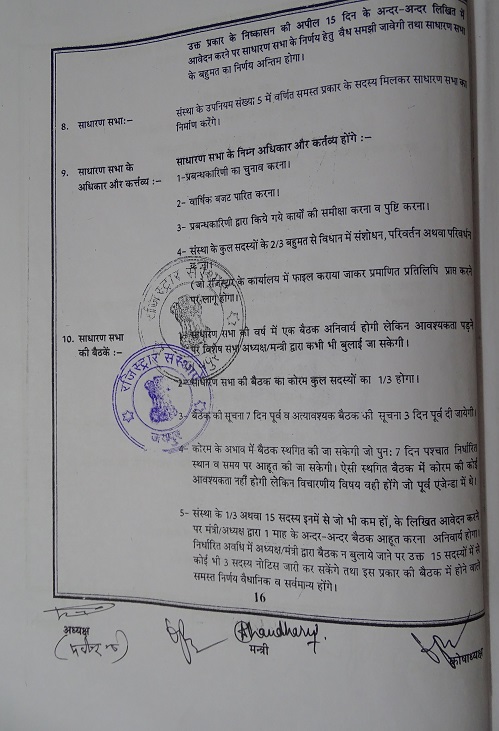 उक्त प्रकार के निष्कासन की अपील 15 दिन के अन्दर-अन्दर लिखित में
आवेदन करने पर साधारण सभा के निर्णय हेतु वैध समझी जावेगी तथा साधारण सभा
के बहुमत का निर्णय अन्तिम होगा।
8. साधारण सभा:- संस्था के उपनियम संख्या 5 में वर्णित समस्त प्रकार के सदस्य मिलकर साधारण सभा का
निर्माण करेंगे।
9. साधारण सभा के साधारण सभा के निम्न अधिकार और कर्तव्य होंगे :-
अधिकार और कर्त्तव्य :- 1-प्रबन्धकारिणी का चुनाव करना।
2- वार्षिक बजट पारित करना।
3- प्रबन्धकारिणी द्वारा किये गये कार्यो की समीक्षा करना व पुष्टि करना।
4- संस्था के कुल सदस्यों के 2/3 बहुमत से विधान में संशोधन, परिवर्तन अथवा परिवर्धन
(जो रजिस्ट्रार के कार्यालय में फाइल कराया जाकर प्रमाणित प्रतिलिपि प्राप्त करने
पर लागू होगा।
10. साधारण सभा 1- साधारण सभा की वर्ष में एक बैठक अनिवार्य होगी लेकिन आवश्यकता पड़ने
की बैठकें :- पर विशेष सभा अध्यक्ष/मन्त्री द्वारा कभी भी बुलाई जा सकेगी।
2- साधारण सभा की बैठक का कोरम कुल सदस्यों का 1/3 होगा।
3- बैठक की सूचना 7 दिन पूर्व व अत्यावश्यक बैठक की सूचना 3 दिन पूर्व दी जायेगी।
4- कोरम के अभाव में बैठक स्थगित की जा सकेगी जो पुन: 7 दिन पश्चात निर्धारित
स्थान व समय पर आहूत की जा सकेगी। ऐसी स्थगित बैठक में कोरम की कोई
आवश्यकता नहीं होगी लेकिन विचारणीय विषय वही होंगे जो पूर्व एजेन्डा में थे।
5- संस्था के 1/3 अथवा 15 सदस्य इनमें से जो भी कम हों, के लिखित आवेदन करने
पर मंत्री/अध्यक्ष द्वारा 1 माह के अन्दर-अन्दर बैठक आहूत करना अनिवार्य होगा।
निर्धारित अवधि में अध्यक्ष/मंत्री द्वारा बैठक न बुलाये जाने पर उक्त 15 सदस्यों में से
कोई भी 3 सदस्य नोटिस जारी कर सकेंगे तथा इस प्रकार की बैठक में होने वाले
समस्त निर्णय वैधानिक व सर्वमान्य होंगे।
16
रजिस्ट्रार संस्थाएं
जयपुर
रजिस्ट्रार
अध्यक्ष
Chaudhary
मन्त्री
कोषाध्यक्ष